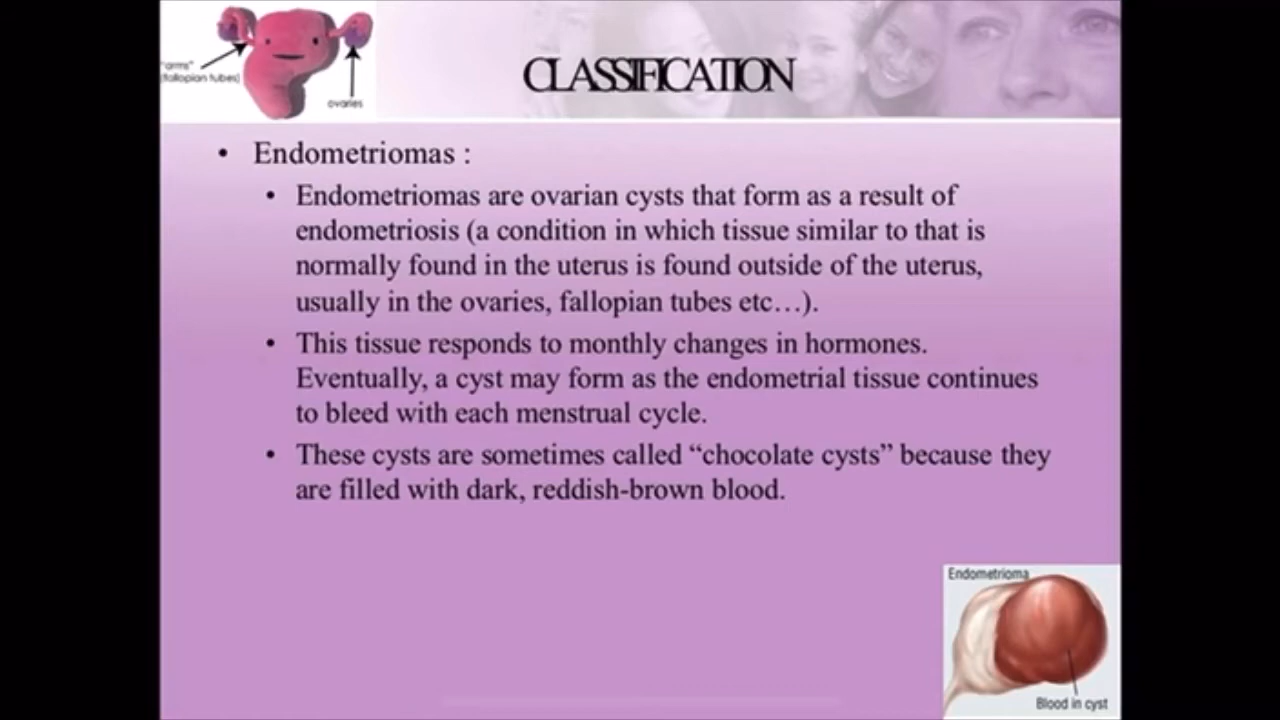 "arms"
(fallopian tubes)
ovaries
CLASSIFICATION
• Endometriomas :
• Endometriomas are ovarian cysts that form as a result of
endometriosis (a condition in which tissue similar to that is
normally found in the uterus is found outside of the uterus,
usually in the ovaries, fallopian tubes etc…).
• This tissue responds to monthly changes in hormones.
Eventually, a cyst may form as the endometrial tissue continues
to bleed with each menstrual cycle.
• These cysts are sometimes called “chocolate cysts” because they
are filled with dark, reddish-brown blood.
Endometrioma
Blood in cyst